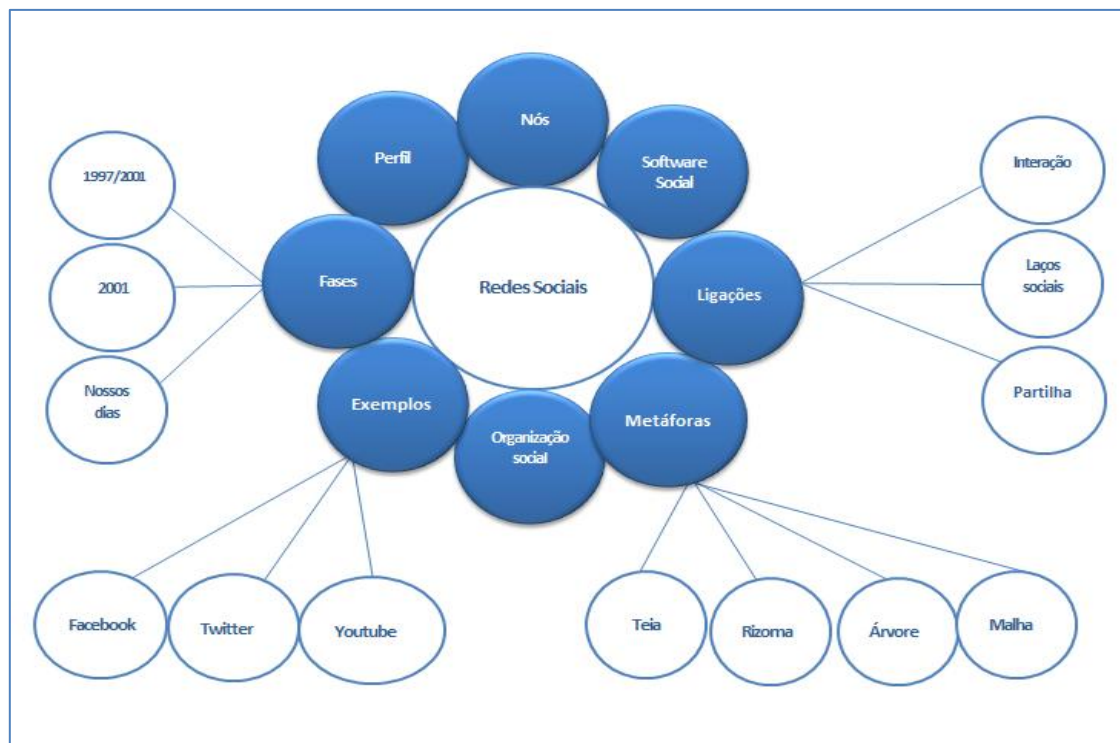 Nós
Perfil
Software
Social
1997/2001
Interação
Fases
Redes Sociais
Ligações
2001
Laços
sociais
Nossos
dias
Exemplos
Organização
social
Metáforas
Partilha
Facebook
Twitter
Youtube
Teia
Rizoma
Árvore
Malha